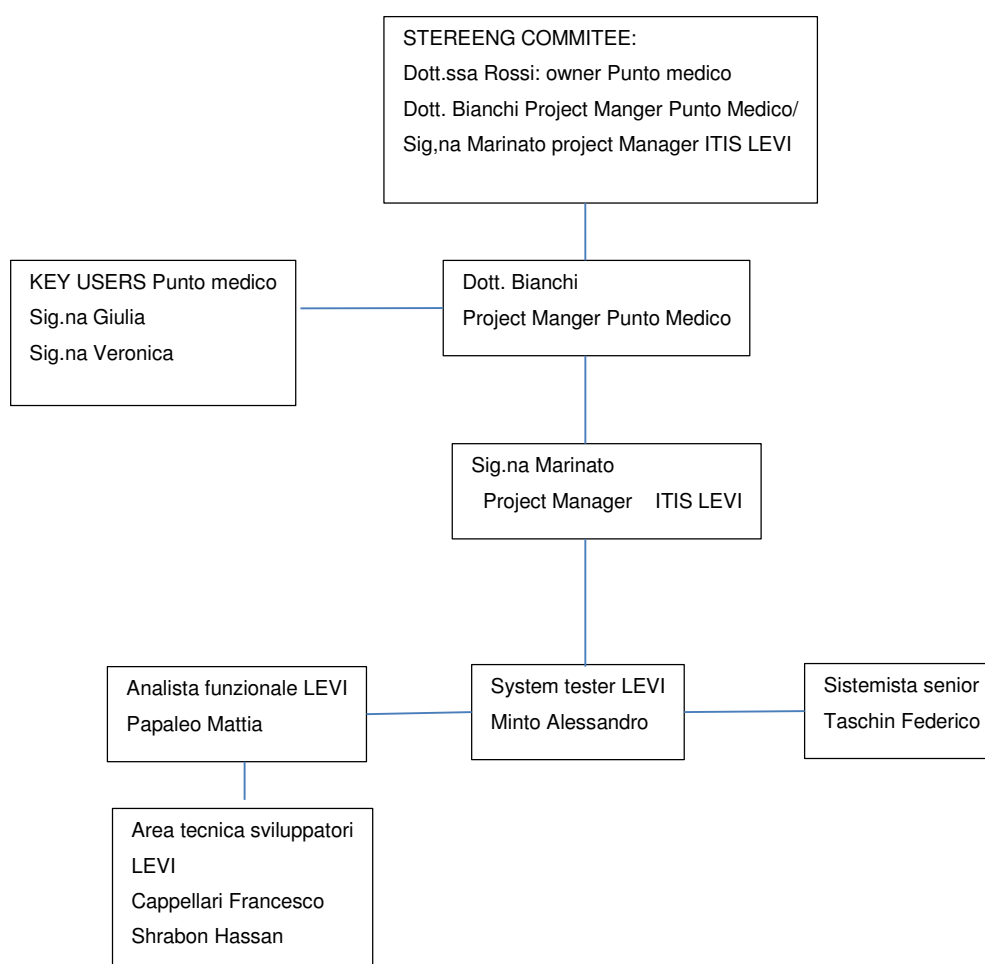 STEREENG COMMITEE:
Dott.ssa Rossi: owner Punto medico
Dott. Bianchi Project Manger Punto Medico/
Sig,na Marinato project Manager ITIS LEVI
KEY USERS Punto medico
Sig.na Giulia
Sig.na Veronica
Dott. Bianchi
Project Manger Punto Medico
Sig.na Marinato
Project Manager ITIS LEVI
Analista funzionale LEVI
Papaleo Mattia
System tester LEVI
Minto Alessandro
Sistemista senior
Taschin Federico
Area tecnica sviluppatori
LEVI
Cappellari Francesco
Shrabon Hassan